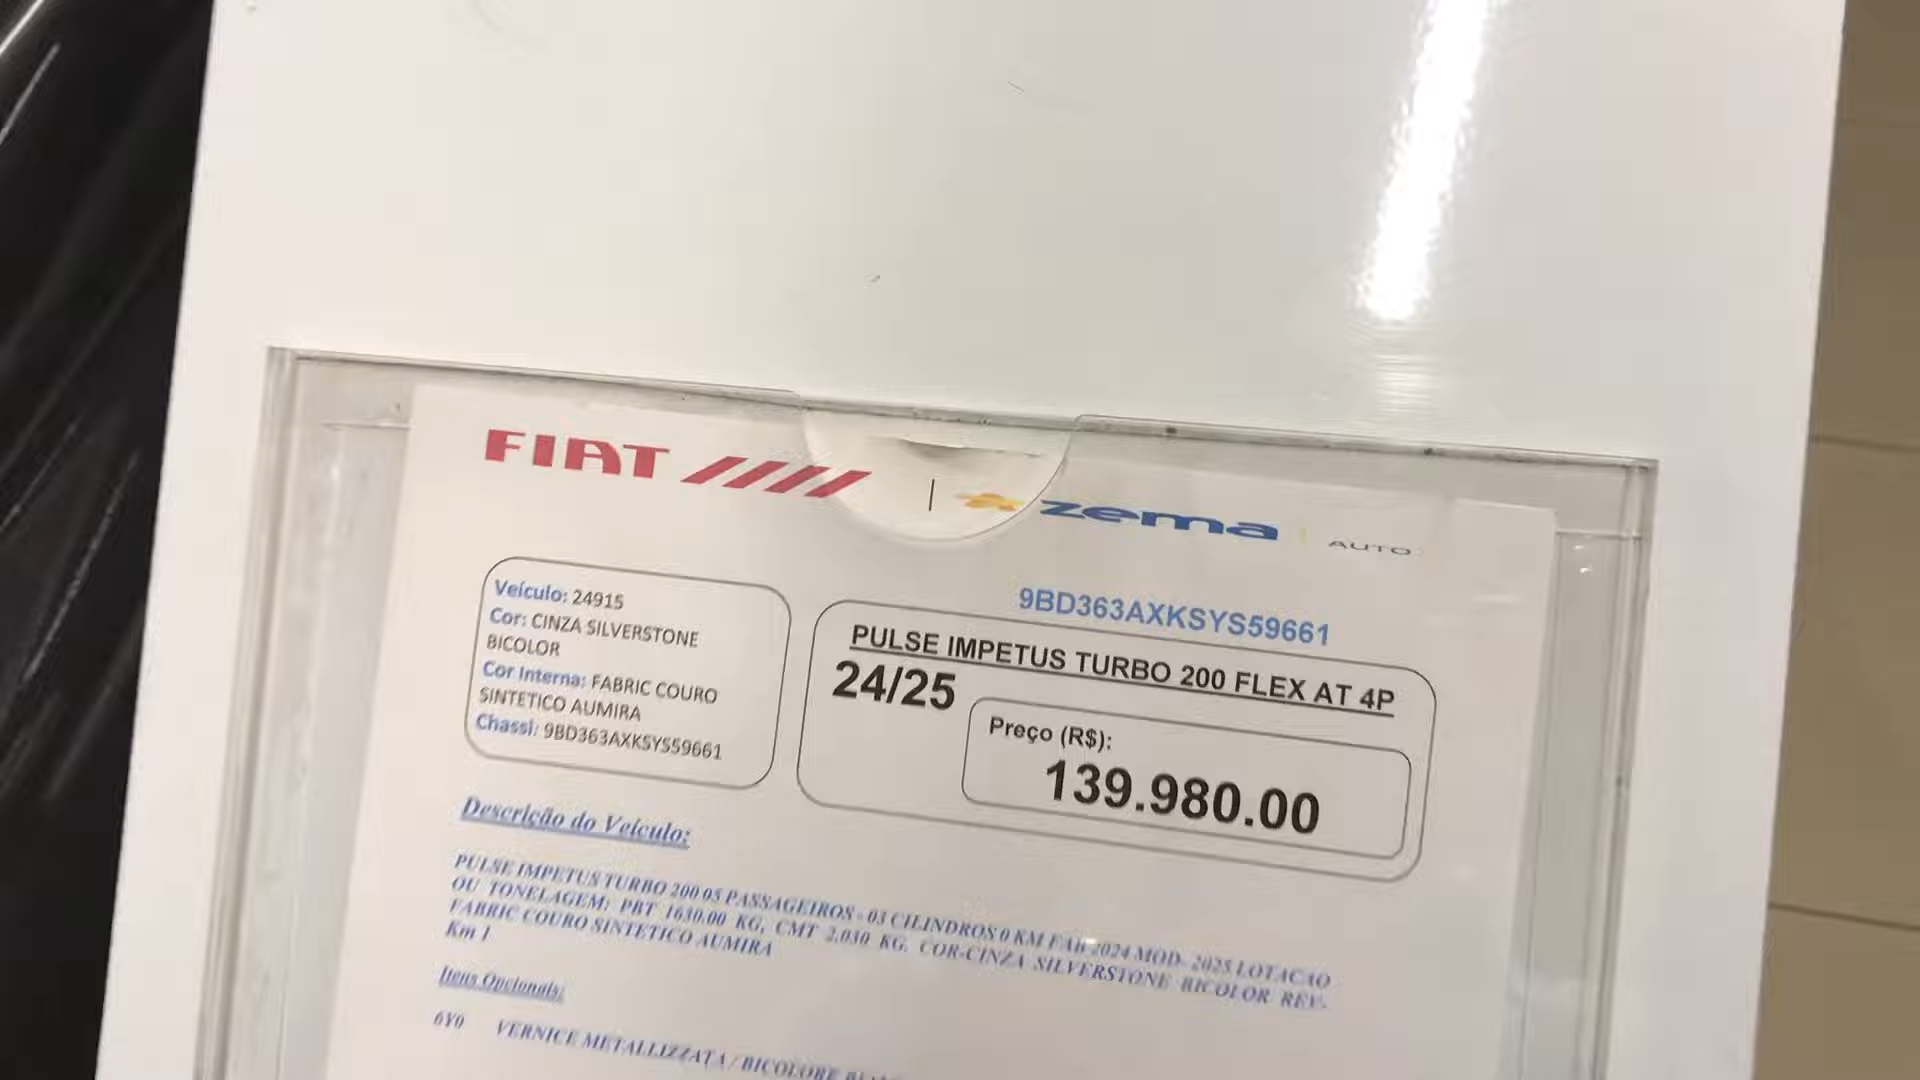 FIAT
zema AUTO
Veículo: 24915
Cor: CINZA SILVERSTONE
BICOLOR
Cor Interna: FABRIC COURO
SINTETICO AUMIRA
Chassi: 9BD363AXKSYS59661
9BD363AXKSYS59661
PULSE IMPETUS TURBO 200 FLEX AT 4P
24/25
Preço (R$):
139.980.00
Descrição do Veículo:
PULSE IMPETUS TURBO 200 05 PASSAGEIROS - 03 CILINDROS 0 KM FAB-2024 MOD- 2025 LOTACAO
OU TONELAGEM: PBT 1630.00 KG, CMT 2.030 KG. COR-CINZA SILVERSTONE BICOLOR REV-
FABRIC COURO SINTETICO AUMIRA
Km 1
Itens Opcionais:
6Y0 VERNICE METALLIZZATA / BICOLORE